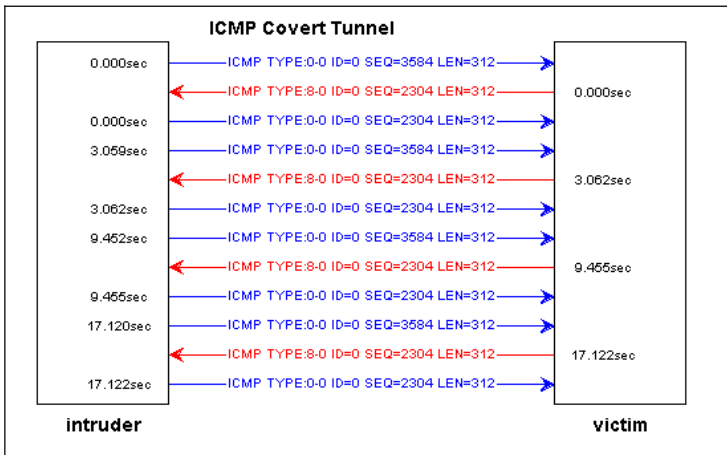 ICMP Covert Tunnel
0.000sec ICMP TYPE:0-0 ID=0 SEQ=3584 LEN=312
ICMP TYPE:8-0 ID=0 SEQ=2304 LEN=312 0.000sec
0.000sec ICMP TYPE:0-0 ID=0 SEQ=2304 LEN=312
3.059sec ICMP TYPE:0-0 ID=0 SEQ=3584 LEN=312
ICMP TYPE:8-0 ID=0 SEQ=2304 LEN=312 3.062sec
3.062sec ICMP TYPE:0-0 ID=0 SEQ=2304 LEN=312
9.452sec ICMP TYPE:0-0 ID=0 SEQ=3584 LEN=312
ICMP TYPE:8-0 ID=0 SEQ=2304 LEN=312 9.455sec
9.455sec ICMP TYPE:0-0 ID=0 SEQ=2304 LEN=312
17.120sec ICMP TYPE:0-0 ID=0 SEQ=3584 LEN=312
ICMP TYPE:8-0 ID=0 SEQ=2304 LEN=312 17.122sec
17.122sec ICMP TYPE:0-0 ID=0 SEQ=2304 LEN=312
intruder victim